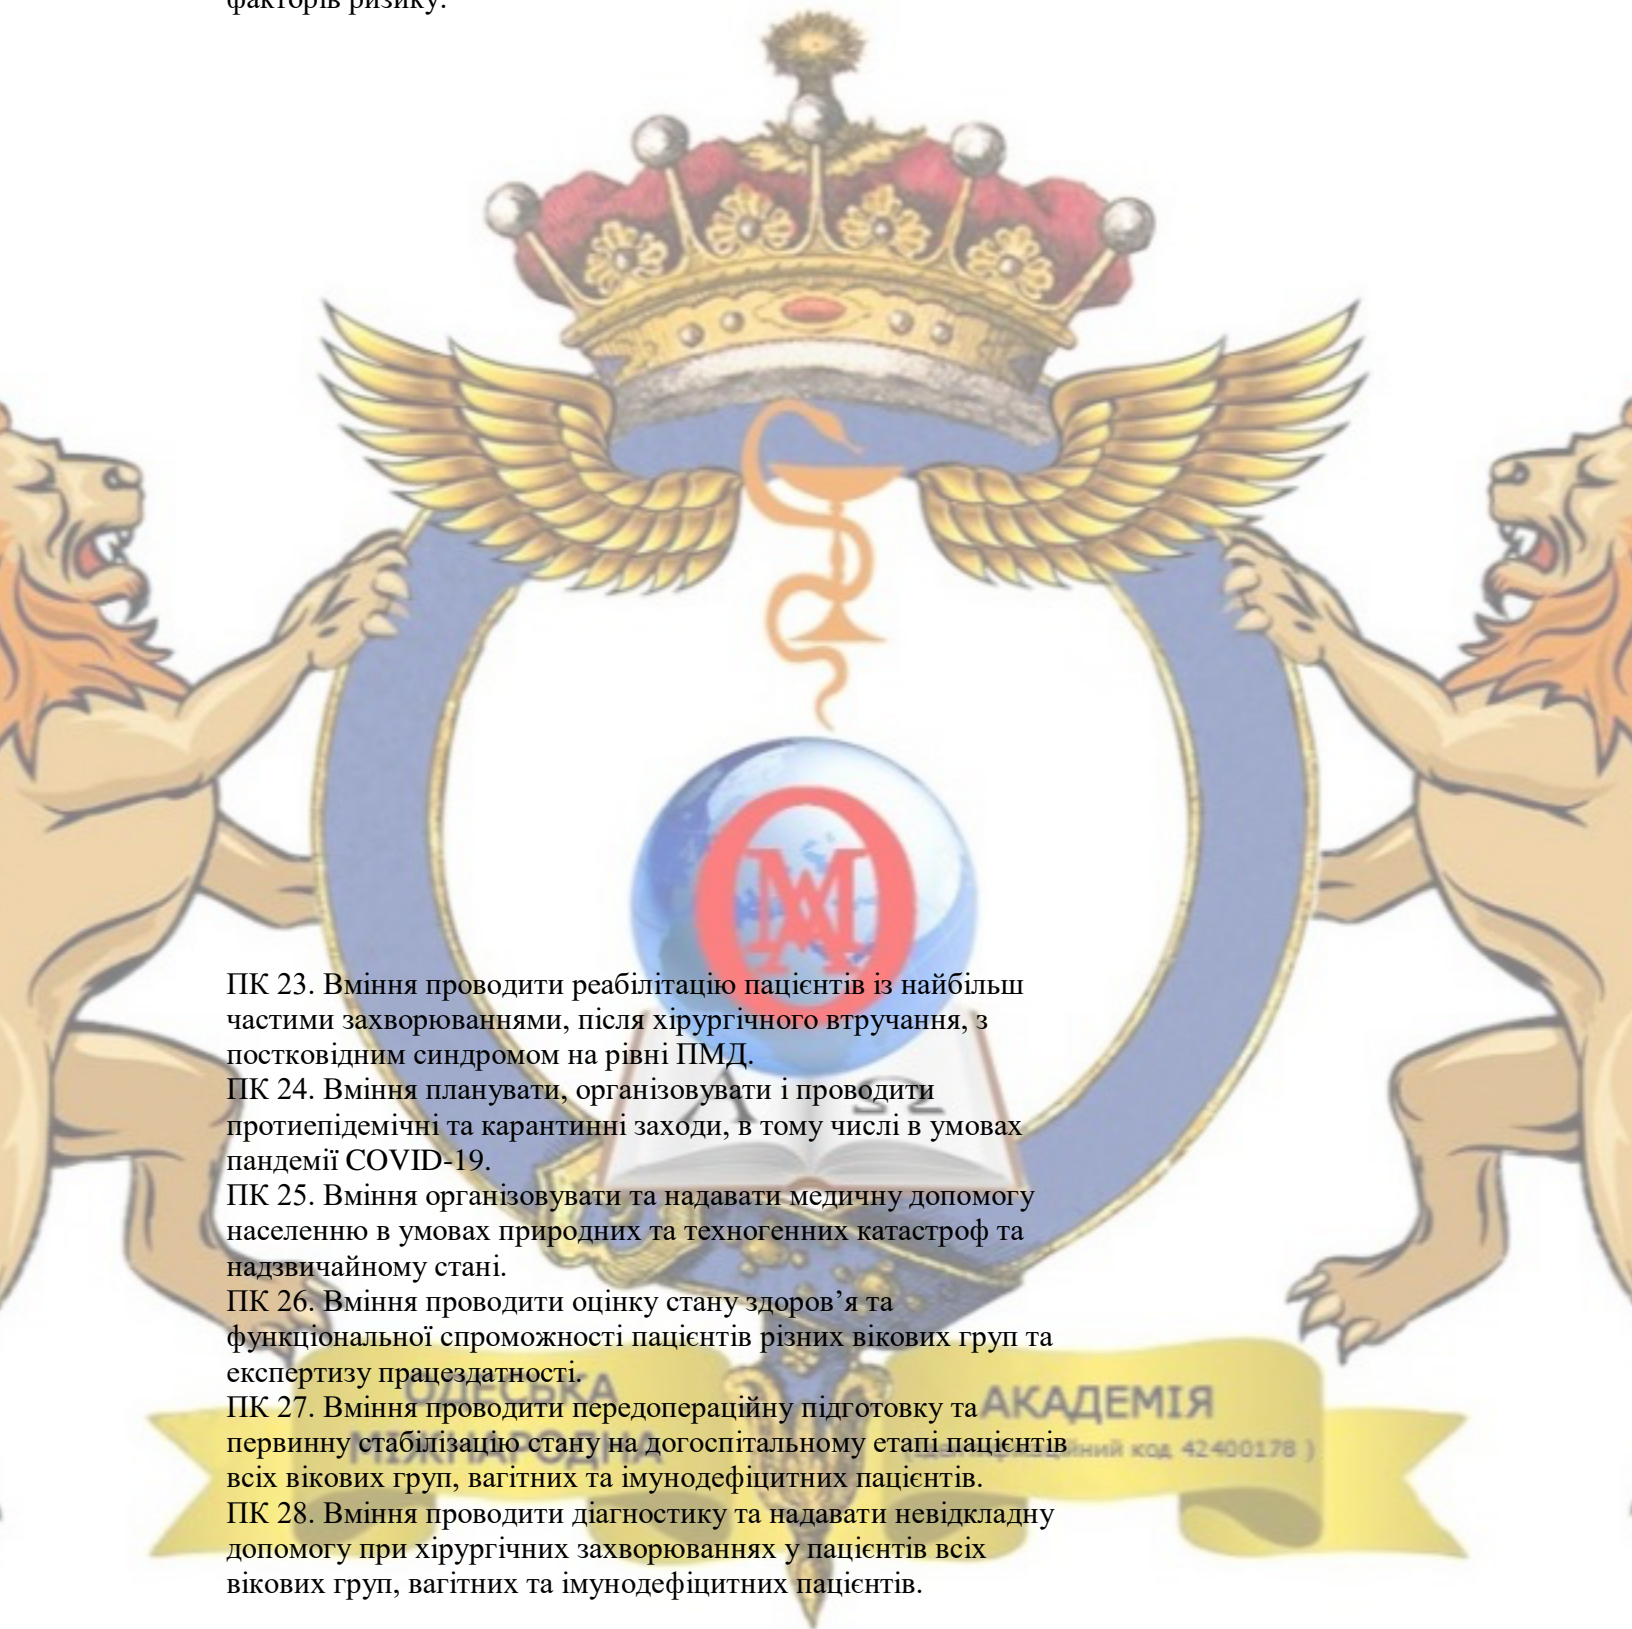 факторів ризику.
ПК 23. Вміння проводити реабілітацію пацієнтів із найбільш
частими захворюваннями, після хірургічного втручання, з
постковідним синдромом на рівні ПМД.
ПК 24. Вміння планувати, організовувати і проводити
протиепідемічні та карантинні заходи, в тому числі в умовах
пандемії COVID-19.
ПК 25. Вміння організовувати та надавати медичну допомогу
населенню в умовах природних та техногенних катастроф та
надзвичайному стані.
ПК 26. Вміння проводити оцінку стану здоров’я та
функціональної спроможності пацієнтів різних вікових груп та
експертизу працездатності.
ПК 27. Вміння проводити передопераційну підготовку та
первинну стабілізацію стану на догоспітальному етапі пацієнтів
всіх вікових груп, вагітних та імунодефіцитних пацієнтів.
ПК 28. Вміння проводити діагностику та надавати невідкладну
допомогу при хірургічних захворюваннях у пацієнтів всіх
вікових груп, вагітних та імунодефіцитних пацієнтів.
ОДЕСЬКА
МІЖНАРОДНА
АКАДЕМІЯ
код 42400178 )
Α Ω